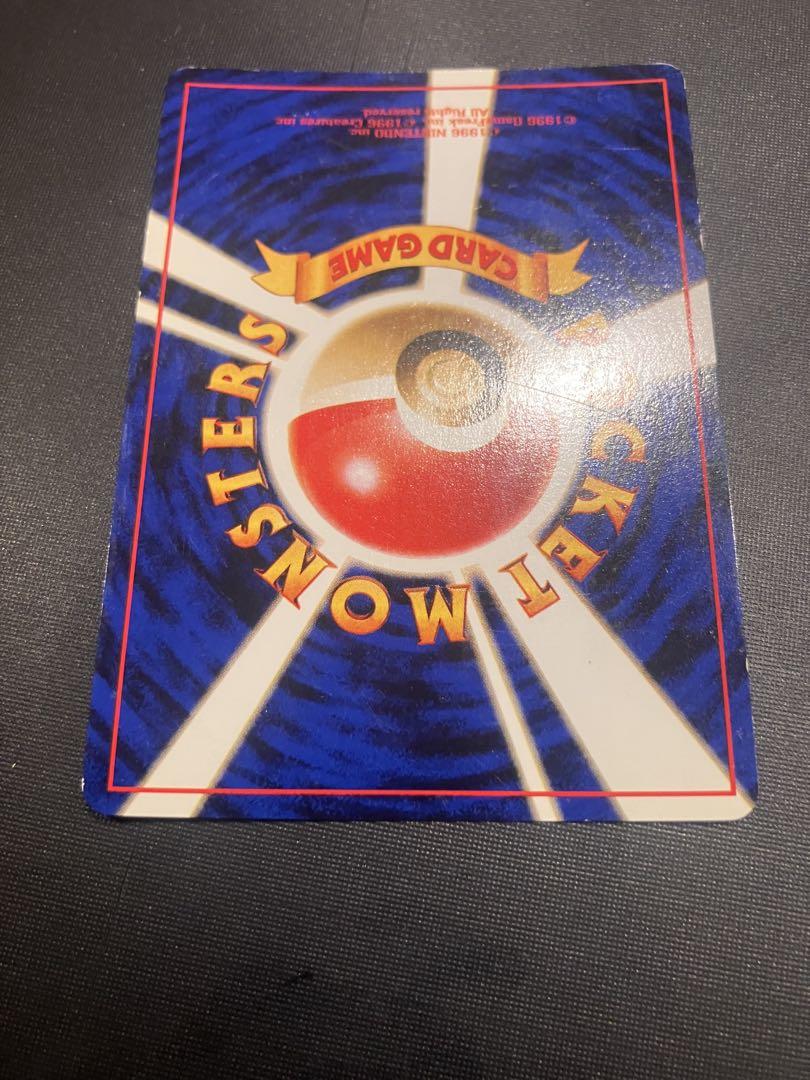 POCKET MONSTERS
CARD GAME
©1996 NINTENDO inc.
©1996 GameFreak inc. ©1996 Creatures inc.
All Rights reserved.